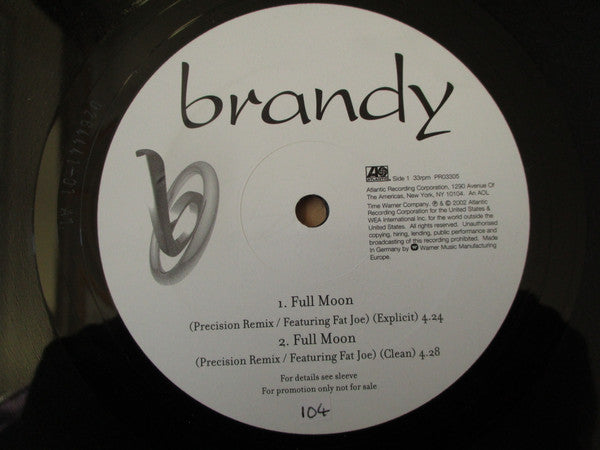 brandy
b
Side 1 33rpm PR03305
Atlantic Recording Corporation, 1290 Avenue Of
The Americas, New York, NY 10104. An AOL
Time Warner Company. ℗ & © 2002 Atlantic
Recording Corporation for the United States &
WEA International Inc. for the world outside the
United States. All rights reserved. Unauthorised
copying, hiring, lending, public performance and
broadcasting of this recording prohibited. Made
in Germany by Warner Music Manufacturing
Europe.
1. Full Moon
(Precision Remix / Featuring Fat Joe) (Explicit) 4.24
2. Full Moon
(Precision Remix / Featuring Fat Joe) (Clean) 4.28
For details see sleeve
For promotion only not for sale
104